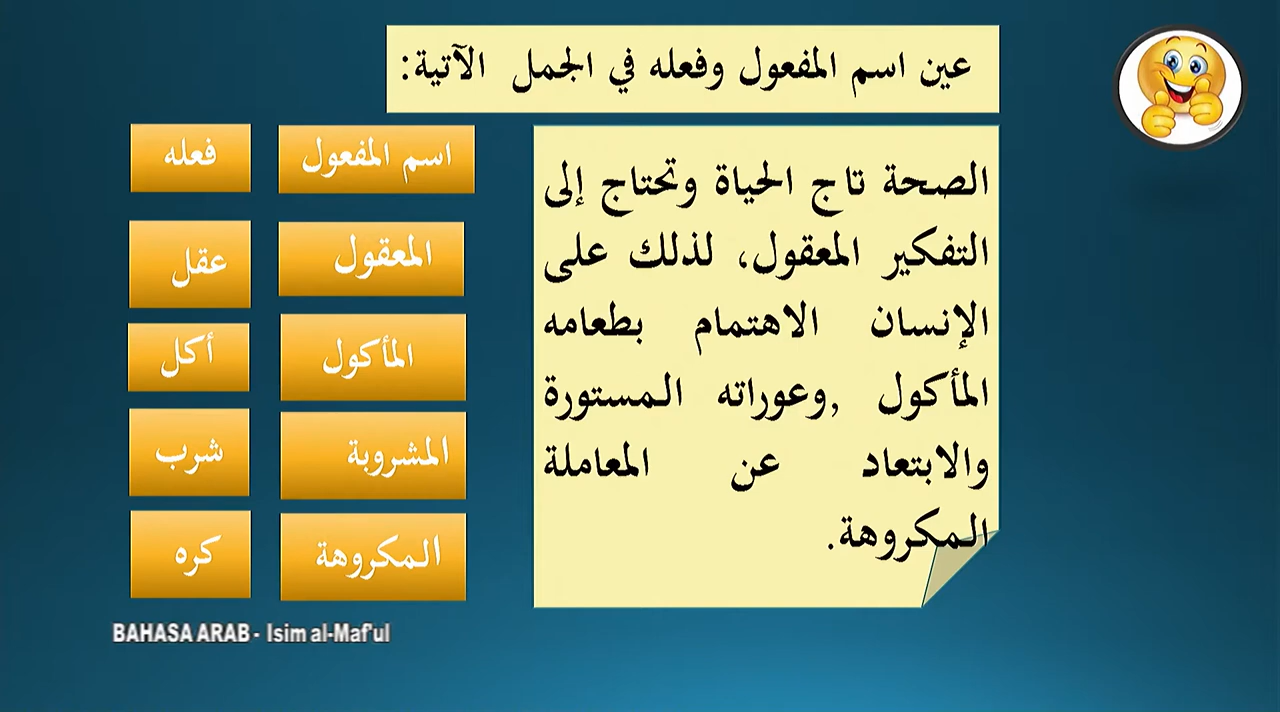 عين اسم المفعول وفعله في الجمل الآتية:
الصحة تاج الحياة وتحتاج إلى
التفكير المعقول، لذلك على
الإنسان الاهتمام بطعامه
المأكول ,وعوراته المستورة
والابتعاد عن المعاملة
المكروهة.
اسم المفعول فعله
المعقول عقل
المأكول أكل
المشروبة شرب
المكروهة كره
BAHASA ARAB - Isim al-Maf'ul